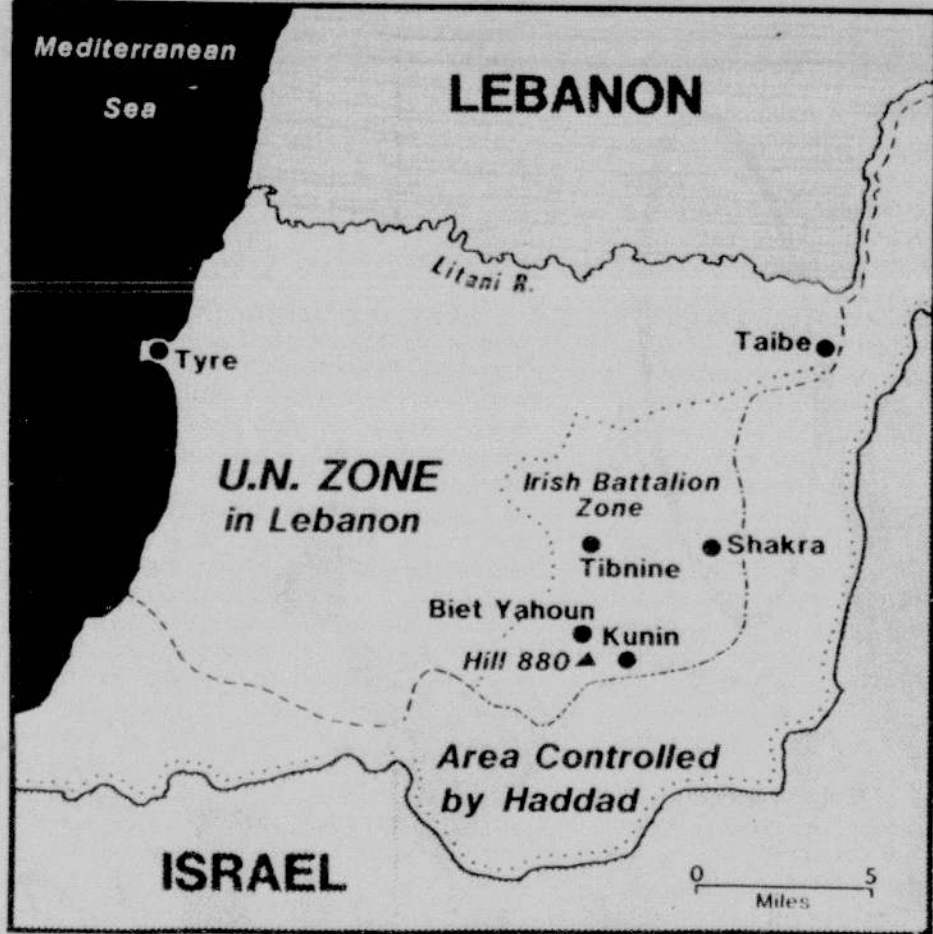 Mediterranean
Sea
LEBANON
Litani R.
Tyre
Taibe
U.N. ZONE
in Lebanon
Irish Battalion
Zone
Tibnine
Shakra
Biet Yahoun
Kunin
Hill 880
Area Controlled
by Haddad
ISRAEL
0 5
Miles